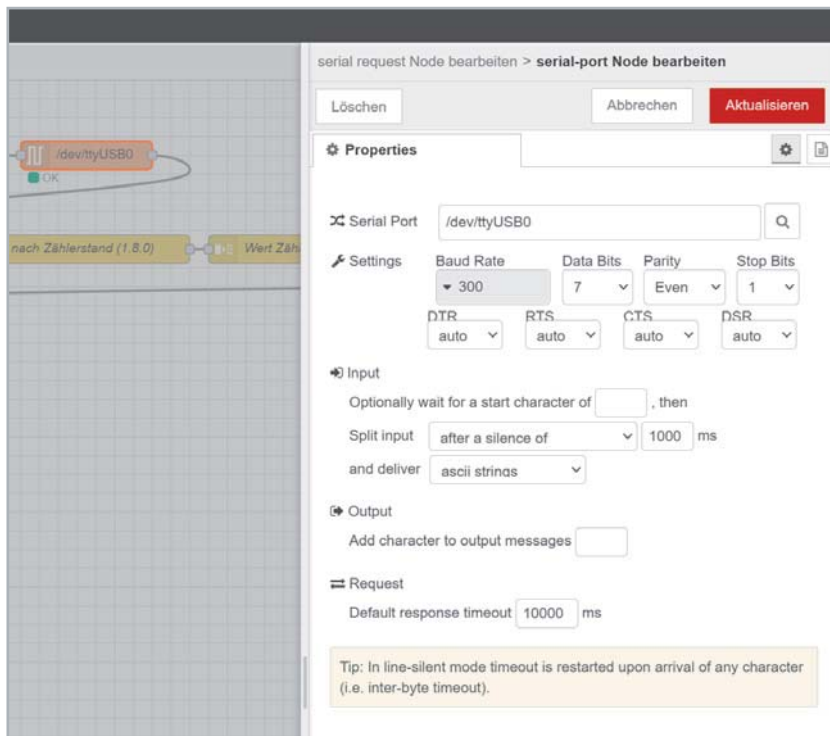 serial request Node bearbeiten > serial-port Node bearbeiten
Löschen Abbrechen Aktualisieren
Properties
/dev/ttyUSB0
OK
nach Zählerstand (1.8.0) Wert Zäh
Serial Port /dev/ttyUSB0
Settings Baud Rate Data Bits Parity Stop Bits
300 7 Even 1
DTR RTS CTS DSR
auto auto auto auto
Input
Optionally wait for a start character of , then
Split input after a silence of 1000 ms
and deliver ascii strings
Output
Add character to output messages
Request
Default response timeout 10000 ms
Tip: In line-silent mode timeout is restarted upon arrival of any character
(i.e. inter-byte timeout).